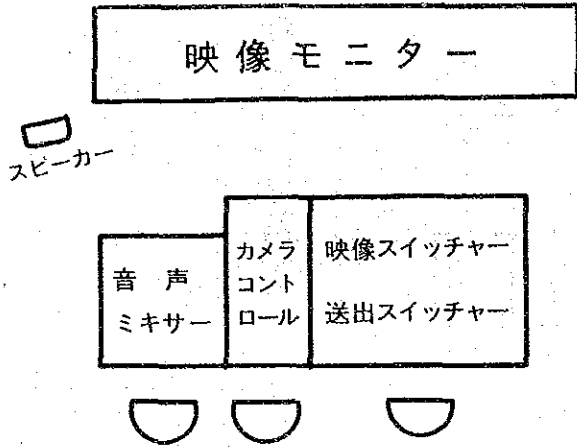 映像モニター
スピーカー
音声
ミキサー
カメラ
コント
ロール
映像スイッチャー
送出スイッチャー